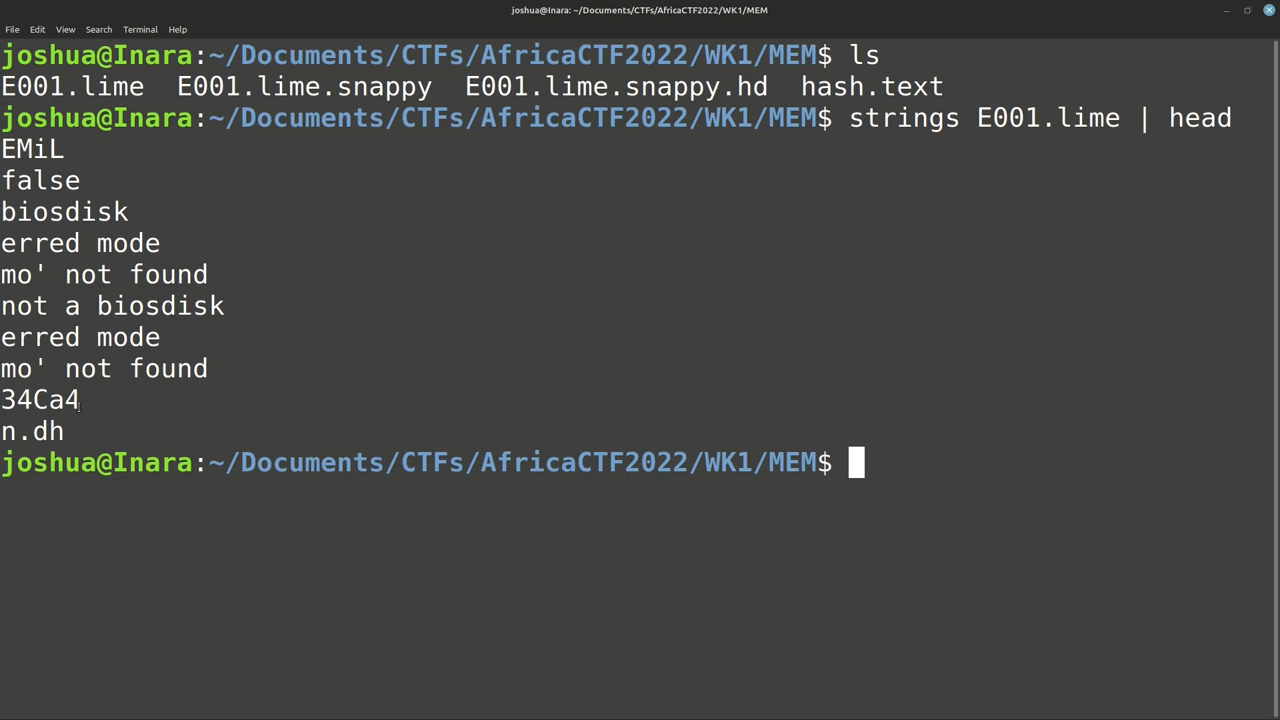 joshua@Inara: ~/Documents/CTFs/AfricaCTF2022/WK1/MEM
File Edit View Search Terminal Help
joshua@Inara:~/Documents/CTFs/AfricaCTF2022/WK1/MEM$ ls
E001.lime E001.lime.snappy E001.lime.snappy.hd hash.text
joshua@Inara:~/Documents/CTFs/AfricaCTF2022/WK1/MEM$ strings E001.lime | head
EMiL
false
biosdisk
erred mode
mo' not found
not a biosdisk
erred mode
mo' not found
34Ca4
n.dh
joshua@Inara:~/Documents/CTFs/AfricaCTF2022/WK1/MEM$